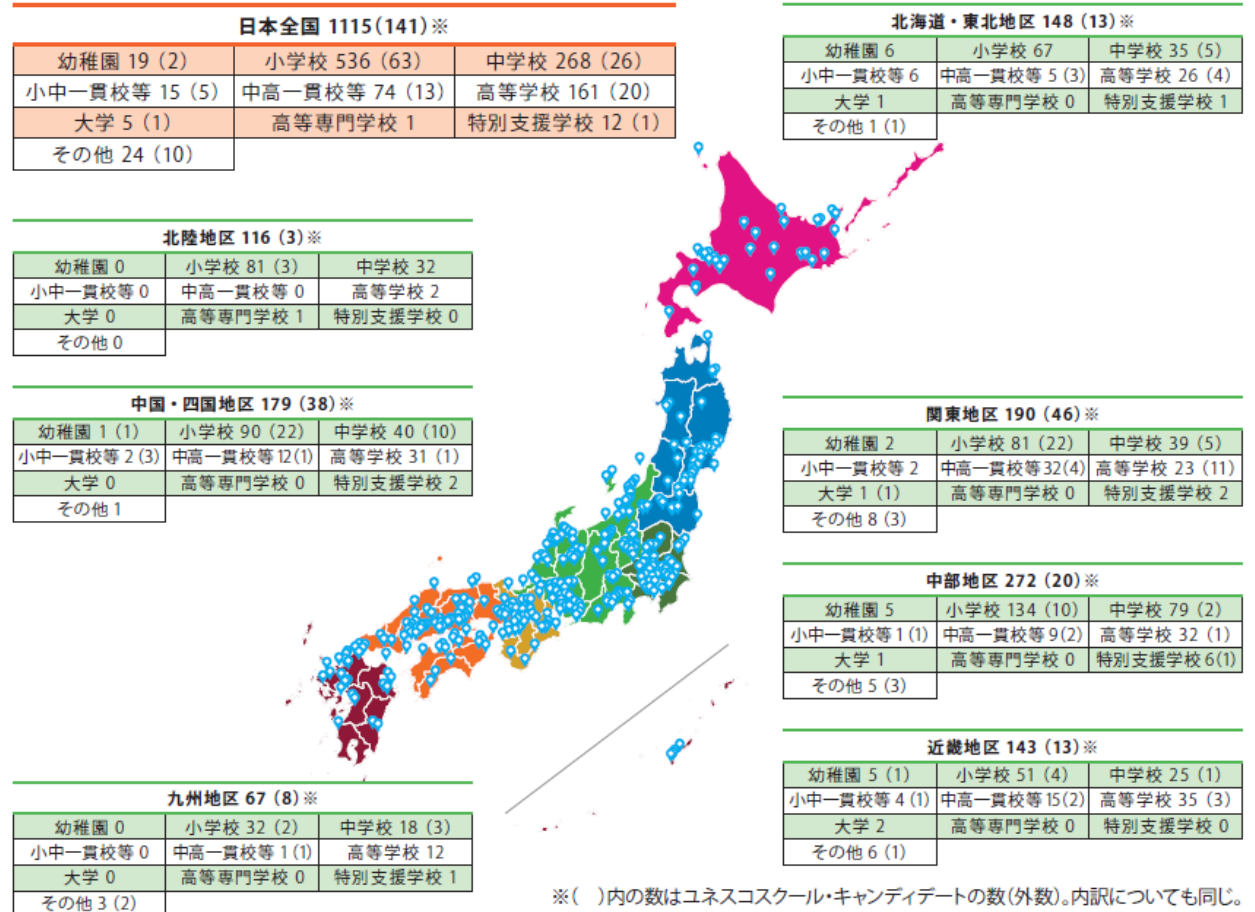 日本全国 1115(141)※
幼稚園 19 (2) 小学校 536 (63) 中学校 268 (26)
小中一貫校等 15 (5) 中高一貫校等 74 (13) 高等学校 161 (20)
大学 5 (1) 高等専門学校 1 特別支援学校 12 (1)
その他 24 (10)
北海道・東北地区 148 (13)※
幼稚園 6 小学校 67 中学校 35 (5)
小中一貫校等 6 中高一貫校等 5 (3) 高等学校 26 (4)
大学 1 高等専門学校 0 特別支援学校 1
その他 1 (1)
北陸地区 116 (3)※
幼稚園 0 小学校 81 (3) 中学校 32
小中一貫校等 0 中高一貫校等 0 高等学校 2
大学 0 高等専門学校 1 特別支援学校 0
その他 0
中国・四国地区 179 (38)※
幼稚園 1 (1) 小学校 90 (22) 中学校 40 (10)
小中一貫校等 2 (3) 中高一貫校等 12(1) 高等学校 31 (1)
大学 0 高等専門学校 0 特別支援学校 2
その他 1
関東地区 190 (46)※
幼稚園 2 小学校 81 (22) 中学校 39 (5)
小中一貫校等 2 中高一貫校等 32(4) 高等学校 23 (11)
大学 1 (1) 高等専門学校 0 特別支援学校 2
その他 8 (3)
中部地区 272 (20)※
幼稚園 5 小学校 134 (10) 中学校 79 (2)
小中一貫校等 1 (1) 中高一貫校等 9(2) 高等学校 32 (1)
大学 1 高等専門学校 0 特別支援学校 6(1)
その他 5 (3)
近畿地区 143 (13)※
幼稚園 5 (1) 小学校 51 (4) 中学校 25 (1)
小中一貫校等 4 (1) 中高一貫校等 15(2) 高等学校 35 (3)
大学 2 高等専門学校 0 特別支援学校 0
その他 6 (1)
九州地区 67 (8)※
幼稚園 0 小学校 32 (2) 中学校 18 (3)
小中一貫校等 0 中高一貫校等 1 (1) 高等学校 12
大学 0 高等専門学校 0 特別支援学校 1
その他 3 (2)
※( )内の数はユネスコスクール・キャンディデートの数(外数)。内訳についても同じ。